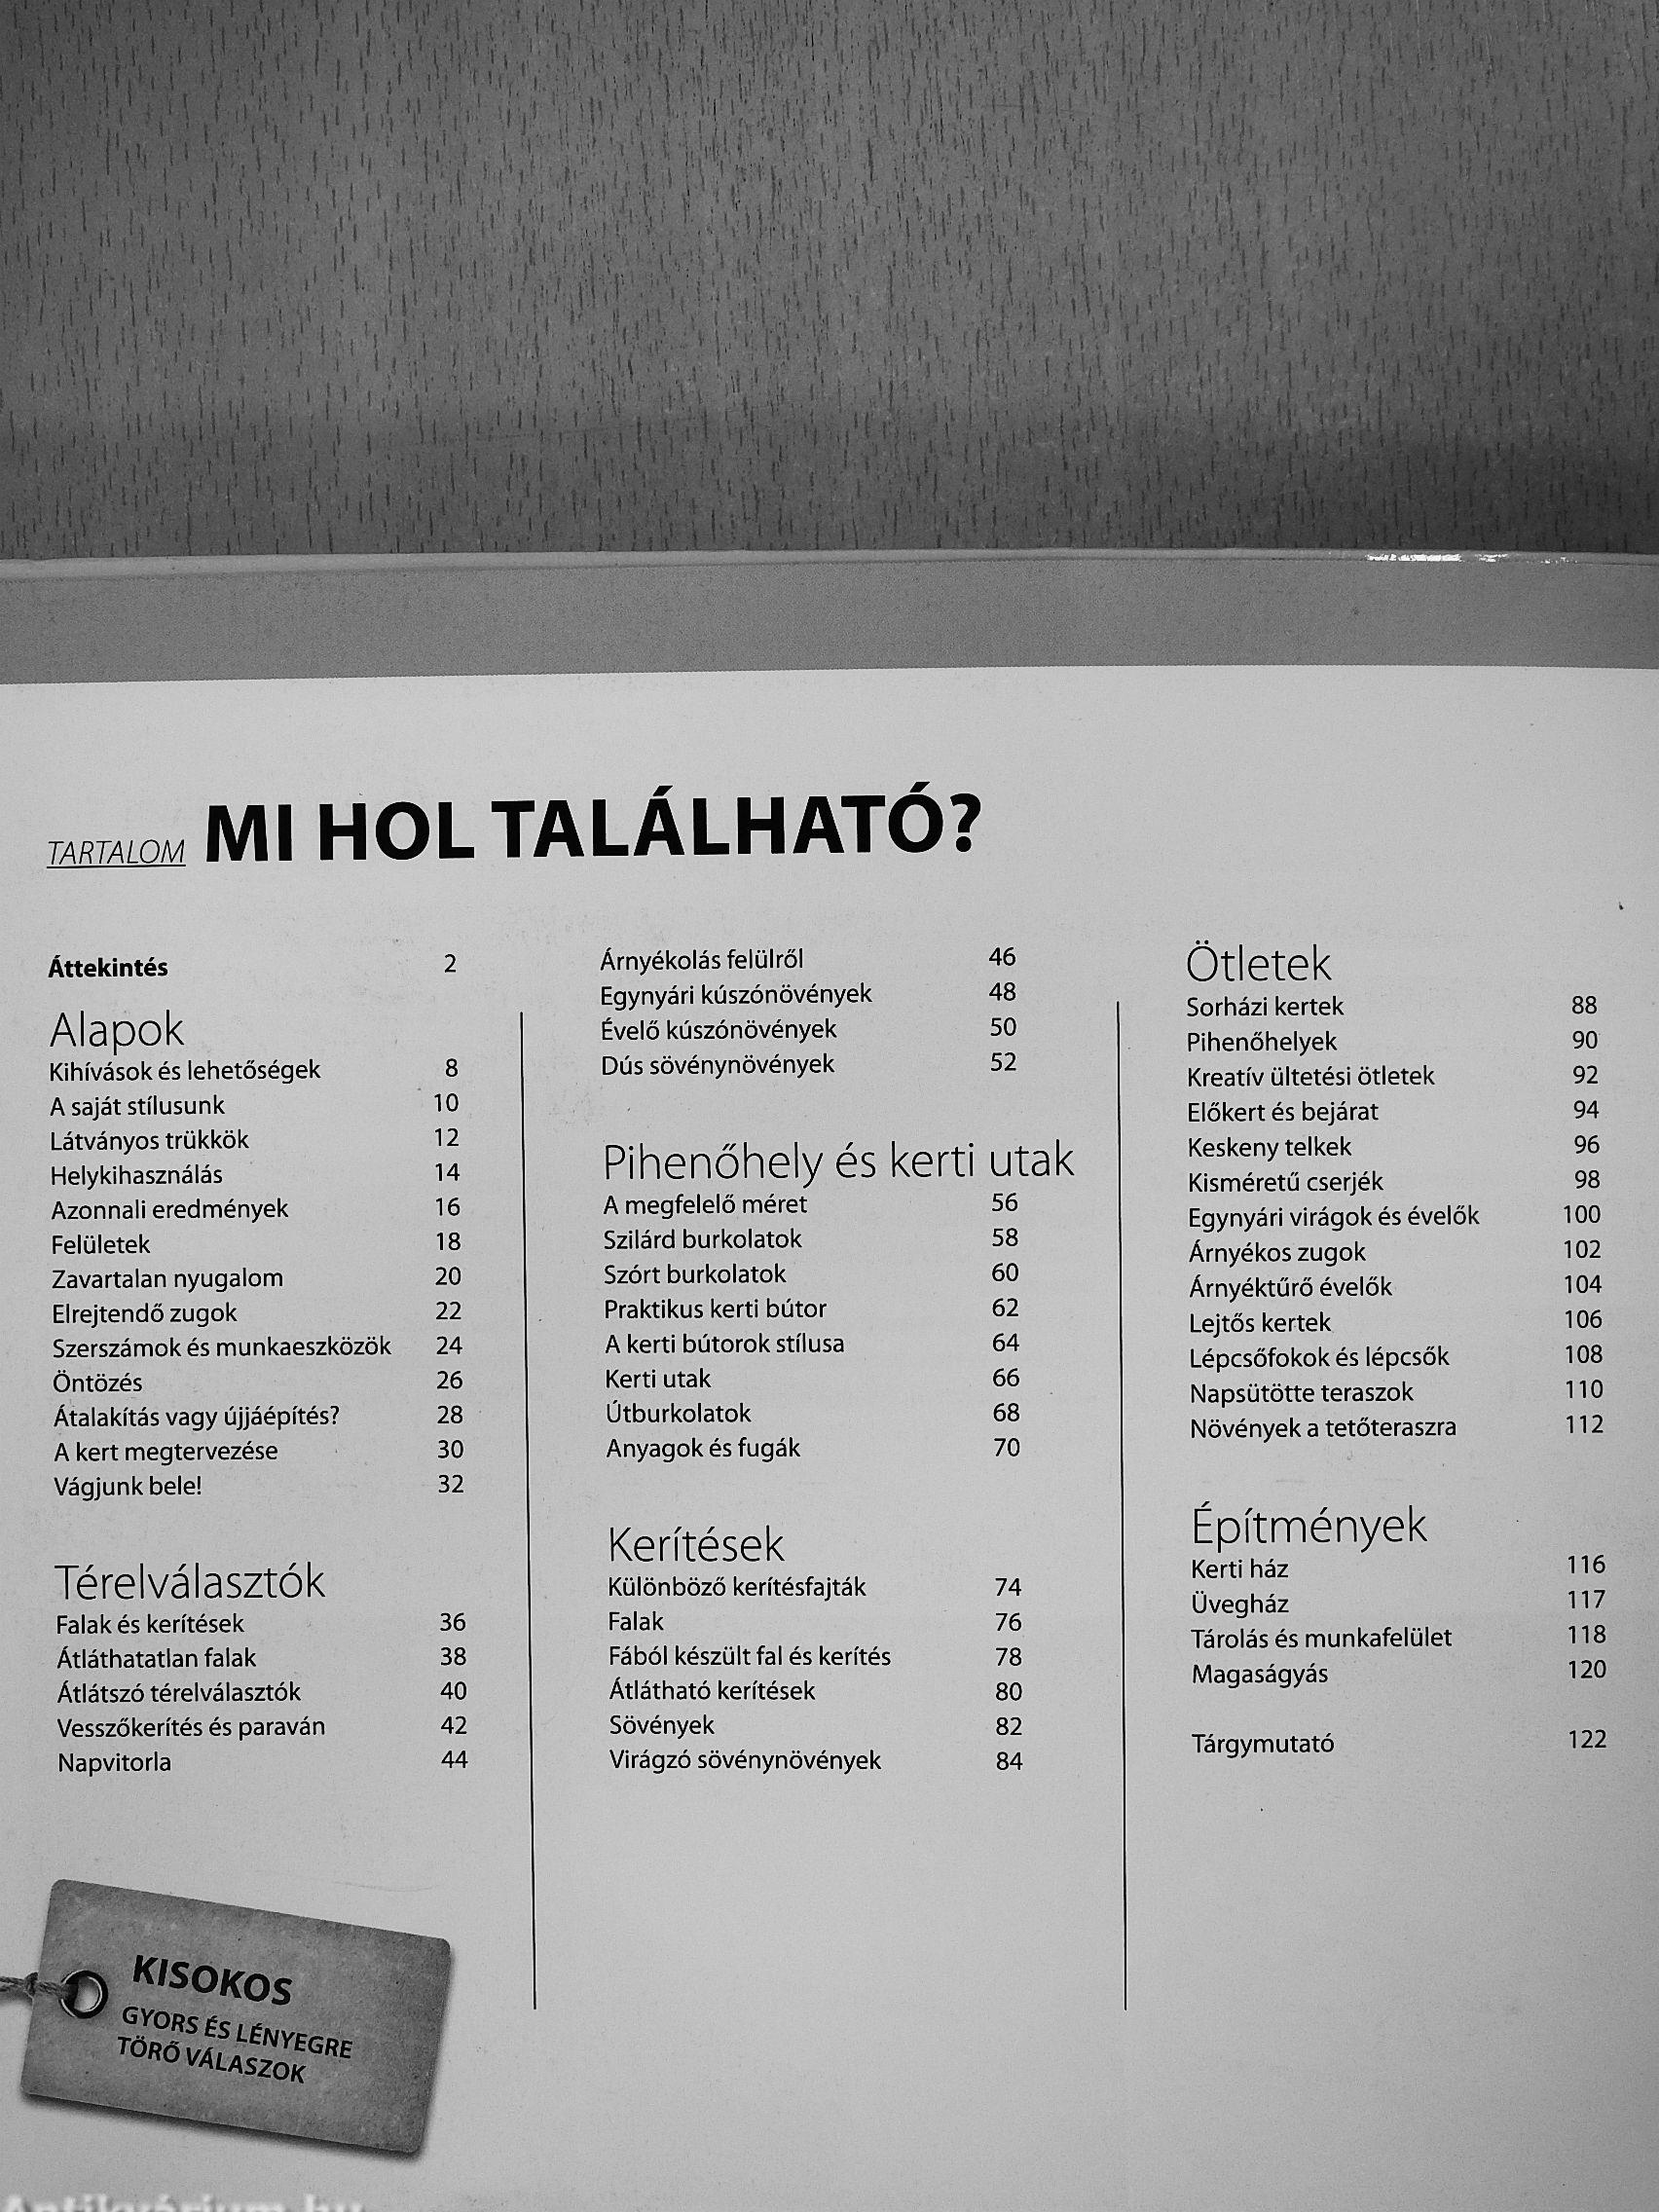 TARTALOM MI HOL TALÁLHATÓ?
Áttekintés 2
Alapok
Kihívások és lehetőségek 8
A saját stílusunk 10
Látványos trükkök 12
Helykihasználás 14
Azonnali eredmények 16
Felületek 18
Zavartalan nyugalom 20
Elrejtendő zugok 22
Szerszámok és munkaeszközök 24
Öntözés 26
Átalakítás vagy újjáépítés? 28
A kert megtervezése 30
Vágjunk bele! 32
Térelválasztók
Falak és kerítések 36
Átláthatatlan falak 38
Átlátszó térelválasztók 40
Vesszőkerítés és paraván 42
Napvitorla 44
Árnyékolás felülről 46
Egynyári kúszónövények 48
Évelő kúszónövények 50
Dús sövénynövények 52
Pihenőhely és kerti utak
A megfelelő méret 56
Szilárd burkolatok 58
Szórt burkolatok 60
Praktikus kerti bútor 62
A kerti bútorok stílusa 64
Kerti utak 66
Útburkolatok 68
Anyagok és fugák 70
Kerítések
Különböző kerítésfajták 74
Falak 76
Fából készült fal és kerítés 78
Átlátható kerítések 80
Sövények 82
Virágzó sövénynövények 84
Ötletek
Sorházi kertek 88
Pihenőhelyek 90
Kreatív ültetési ötletek 92
Előkert és bejárat 94
Keskeny telkek 96
Kisméretű cserjék 98
Egynyári virágok és évelők 100
Árnyékos zugok 102
Árnyéktűrő évelők 104
Lejtős kertek 106
Lépcsőfokok és lépcsők 108
Napsütötte teraszok 110
Növények a tetőteraszra 112
Építmények
Kerti ház 116
Üvegház 117
Tárolás és munkafelület 118
Magaságyás 120
Tárgymutató 122
KISOKOS
GYORS ÉS LÉNYEGRE
TÖRŐ VÁLASZOK
Antikvárium.hu